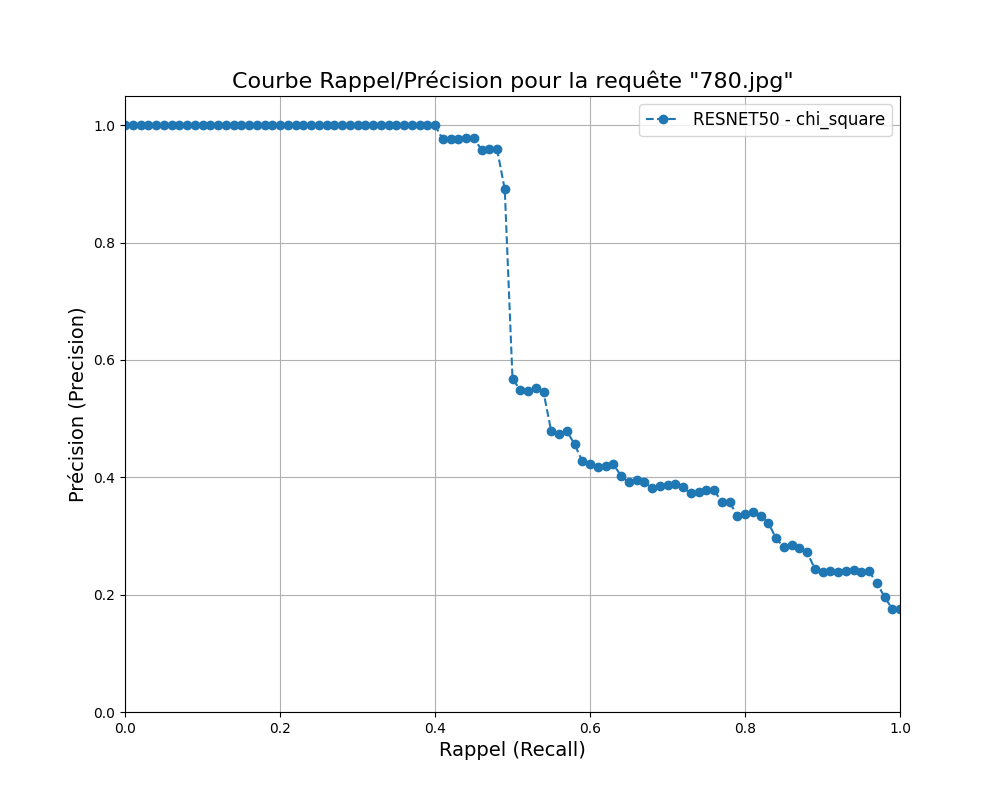 Courbe Rappel/Précision pour la requête "780.jpg"
RESNET50 - chi_square
1.0
0.8
0.6
0.4
0.2
0.0
Précision (Precision)
0.0 0.2 0.4 0.6 0.8 1.0
Rappel (Recall)